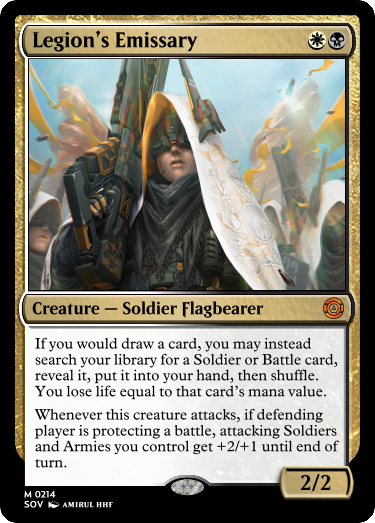 Legion's Emissary
Creature — Soldier Flagbearer
If you would draw a card, you may instead
search your library for a Soldier or Battle card,
reveal it, put it into your hand, then shuffle.
You lose life equal to that card's mana value.
Whenever this creature attacks, if defending
player is protecting a battle, attacking Soldiers
and Armies you control get +2/+1 until end of
turn.
2/2
M 0214
SOV AMIRUL HHF